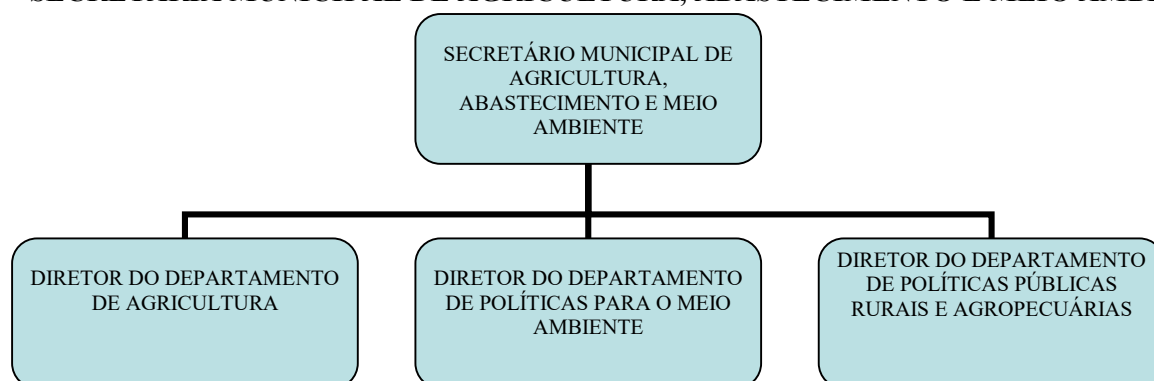 SECRETÁRIO MUNICIPAL DE
AGRICULTURA,
ABASTECIMENTO E MEIO
AMBIENTE
DIRETOR DO DEPARTAMENTO
DE AGRICULTURA
DIRETOR DO DEPARTAMENTO
DE POLÍTICAS PARA O MEIO
AMBIENTE
DIRETOR DO DEPARTAMENTO
DE POLÍTICAS PÚBLICAS
RURAIS E AGROPECUÁRIAS